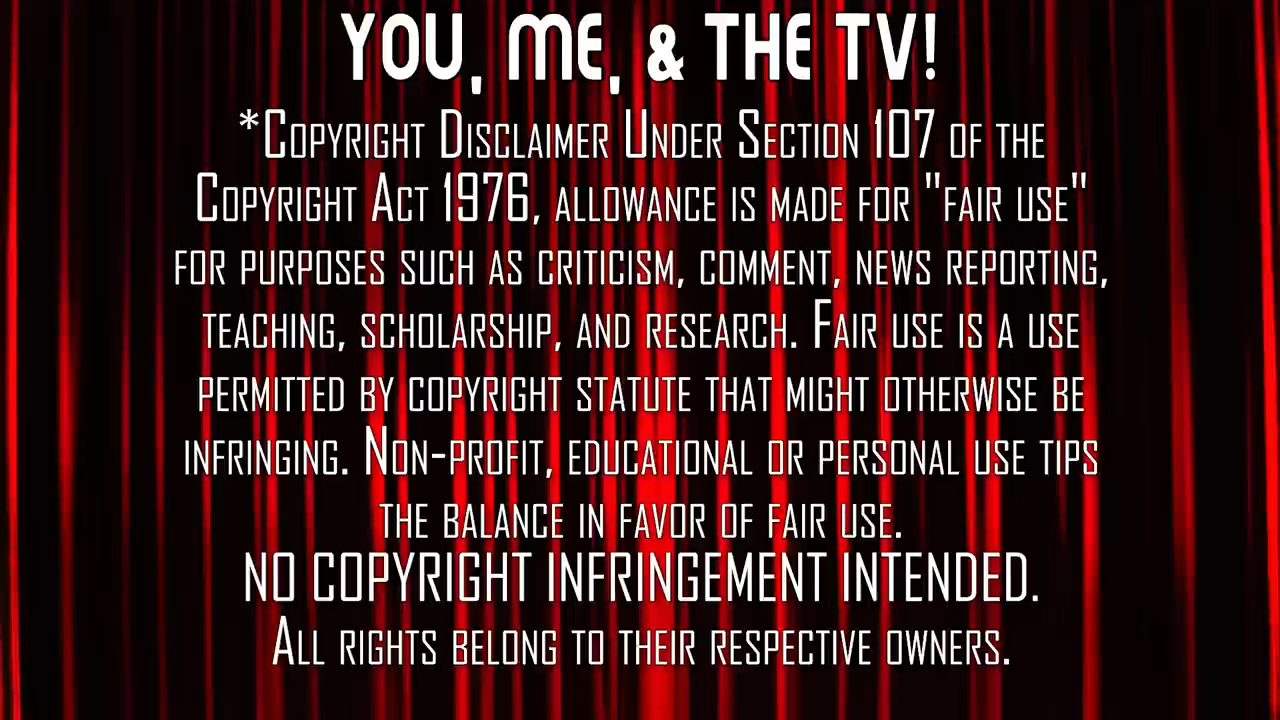 YOU, ME, & THE TV!
*Copyright Disclaimer Under Section 107 of the
Copyright Act 1976, allowance is made for "fair use"
for purposes such as criticism, comment, news reporting,
teaching, scholarship, and research. Fair use is a use
permitted by copyright statute that might otherwise be
infringing. Non-profit, educational or personal use tips
the balance in favor of fair use.
NO COPYRIGHT INFRINGEMENT INTENDED.
All rights belong to their respective owners.